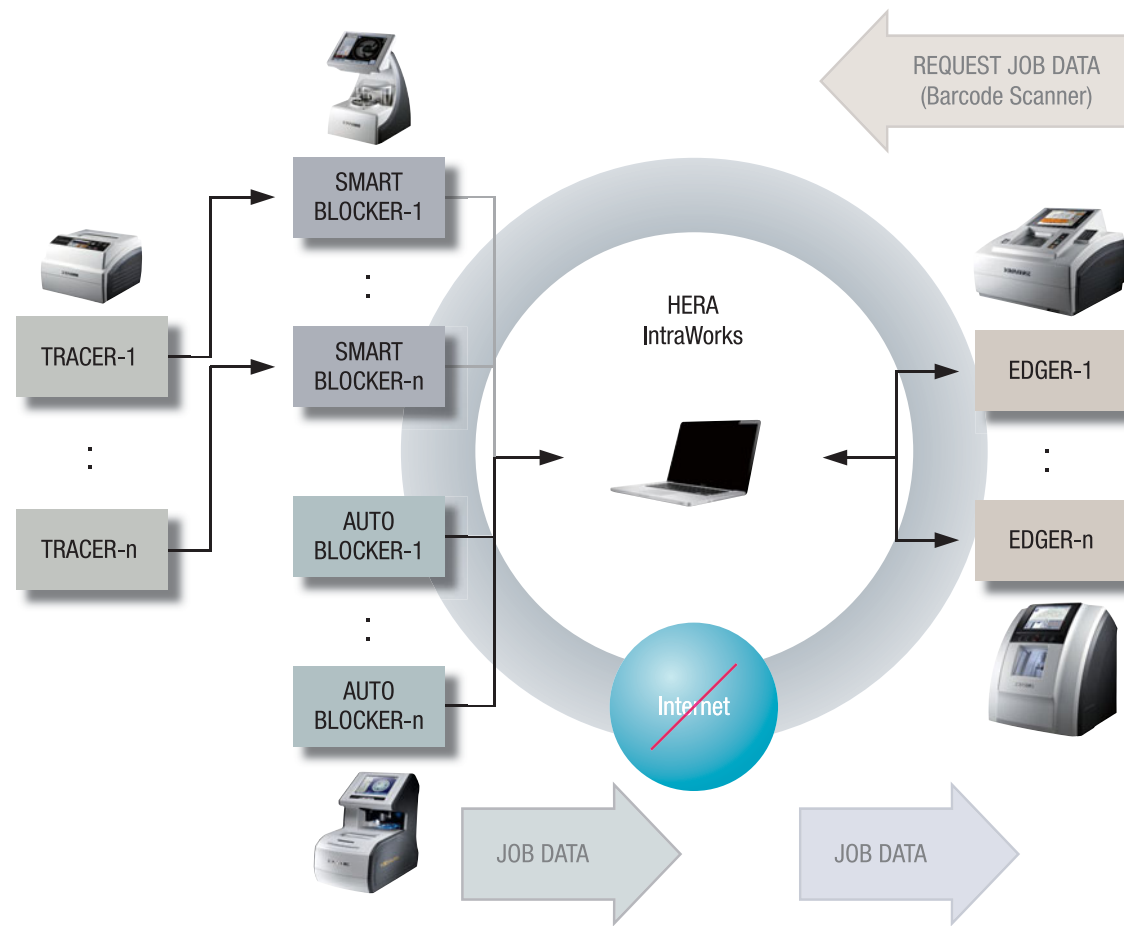 REQUEST JOB DATA
(Barcode Scanner)
SMART
BLOCKER-1
:
TRACER-1
:
TRACER-n
SMART
BLOCKER-n
AUTO
BLOCKER-1
:
AUTO
BLOCKER-n
HERA
IntraWorks
Internet
EDGER-1
:
EDGER-n
JOB DATA
JOB DATA